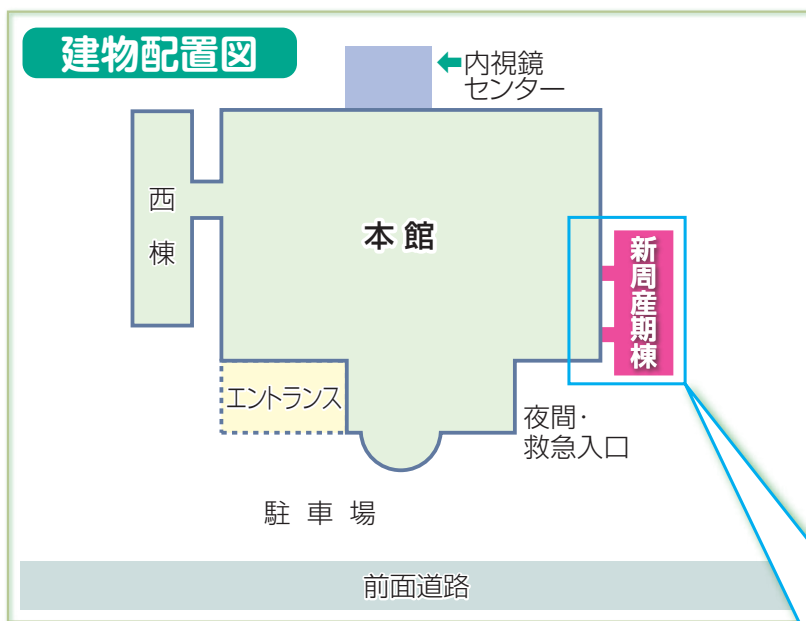 建物配置図
内視鏡
センター
西棟
本館
新周産期棟
エントランス
夜間・
救急入口
駐車場
前面道路